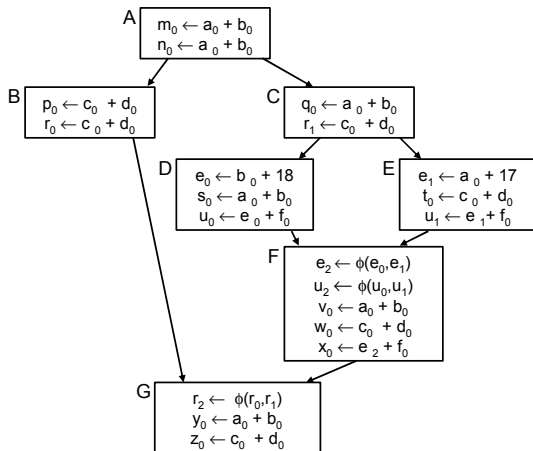 A
m₀ ← a₀ + b₀
n₀ ← a₀ + b₀
B
p₀ ← c₀ + d₀
r₀ ← c₀ + d₀
C
q₀ ← a₀ + b₀
r₁ ← c₀ + d₀
D
e₀ ← b₀ + 18
s₀ ← a₀ + b₀
u₀ ← e₀ + f₀
E
e₁ ← a₀ + 17
t₀ ← c₀ + d₀
u₁ ← e₁ + f₀
F
e₂ ← ϕ(e₀,e₁)
u₂ ← ϕ(u₀,u₁)
v₀ ← a₀ + b₀
w₀ ← c₀ + d₀
x₀ ← e₂ + f₀
G
r₂ ← ϕ(r₀,r₁)
y₀ ← a₀ + b₀
z₀ ← c₀ + d₀